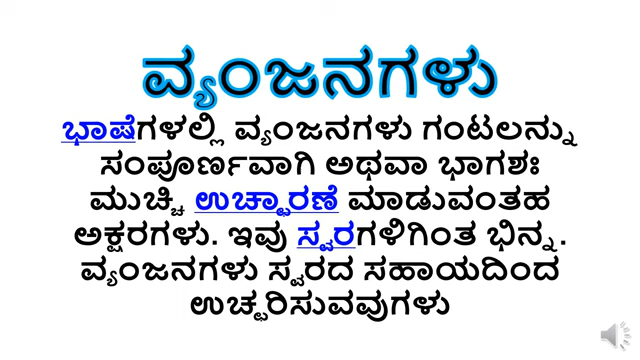 ವ್ಯಂಜನಗಳು
ಭಾಷೆಗಳಲ್ಲಿ ವ್ಯಂಜನಗಳು ಗಂಟಲನ್ನು
ಸಂಪೂರ್ಣವಾಗಿ ಅಥವಾ ಭಾಗಶಃ
ಮುಚ್ಚಿ ಉಚ್ಛಾರಣೆ ಮಾಡುವಂತಹ
ಅಕ್ಷರಗಳು. ಇವು ಸ್ವರಗಳಿಗಿಂತ ಭಿನ್ನ.
ವ್ಯಂಜನಗಳು ಸ್ವರದ ಸಹಾಯದಿಂದ
ಉಚ್ಛರಿಸುವವುಗಳು